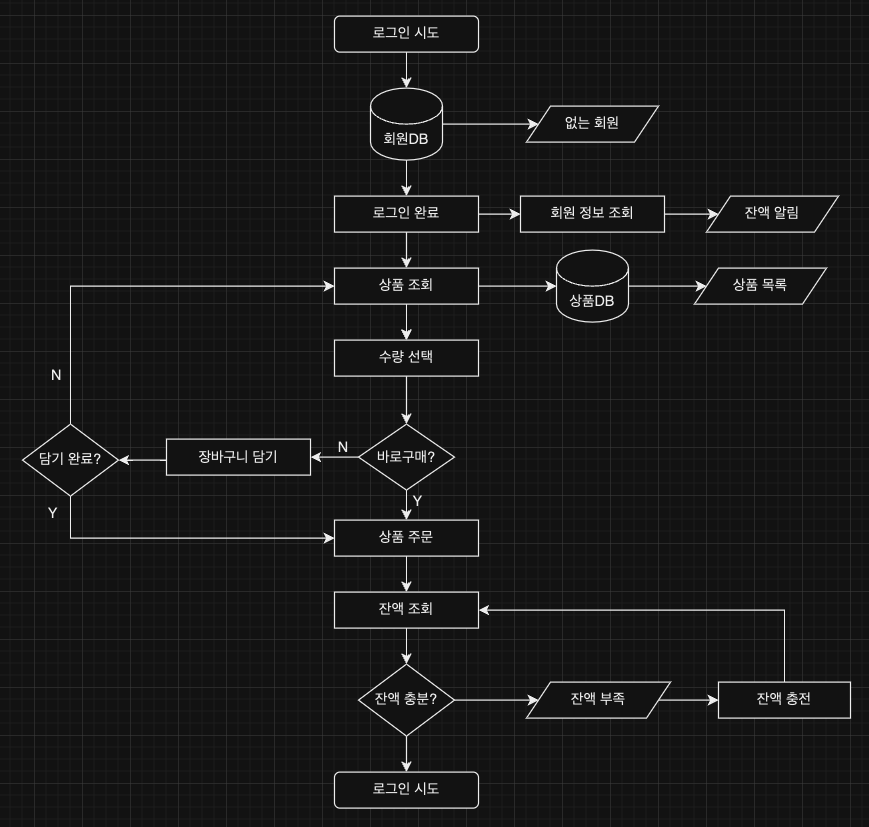 로그인 시도
회원DB
없는 회원
로그인 완료
회원 정보 조회
잔액 알림
상품 조회
상품DB
상품 목록
수량 선택
N
담기 완료?
장바구니 담기
N
바로구매?
Y
Y
상품 주문
잔액 조회
잔액 충분?
잔액 부족
잔액 충전
로그인 시도